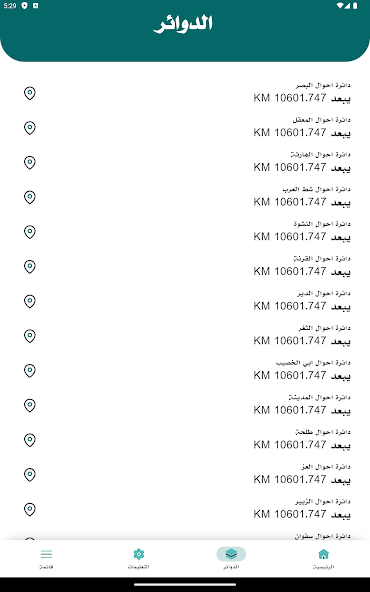 5:29
الدوائر
دائرة احوال البصر
يبعد 10601.747 KM
دائرة احوال المعقل
يبعد 10601.747 KM
دائرة احوال الهارثة
يبعد 10601.747 KM
دائرة احوال شط العرب
يبعد 10601.747 KM
دائرة احوال النشوة
يبعد 10601.747 KM
دائرة احوال القرنة
يبعد 10601.747 KM
دائرة احوال الدير
يبعد 10601.747 KM
دائرة احوال الثغر
يبعد 10601.747 KM
دائرة احوال ابي الخصيب
يبعد 10601.747 KM
دائرة احوال المدينة
يبعد 10601.747 KM
دائرة احوال طلحة
يبعد 10601.747 KM
دائرة احوال العز
يبعد 10601.747 KM
دائرة احوال الزبير
يبعد 10601.747 KM
دائرة احوال سفوان
الرئيسية
الدوائر
التعليمات
قائمة